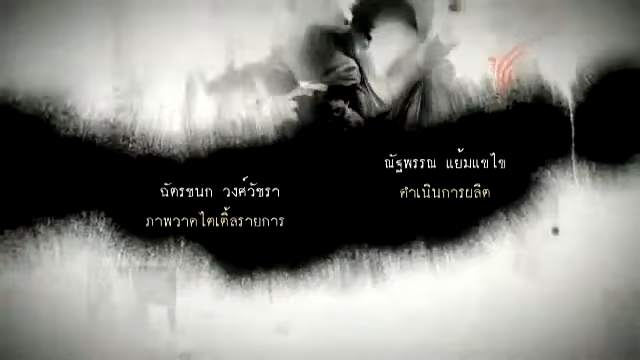 ณัฐพรรณ แย้มแขไข
ดำเนินการผลิต
ฉัตรชนก วงศ์วัชรา
ภาพวาดไตเติ้ลรายการ